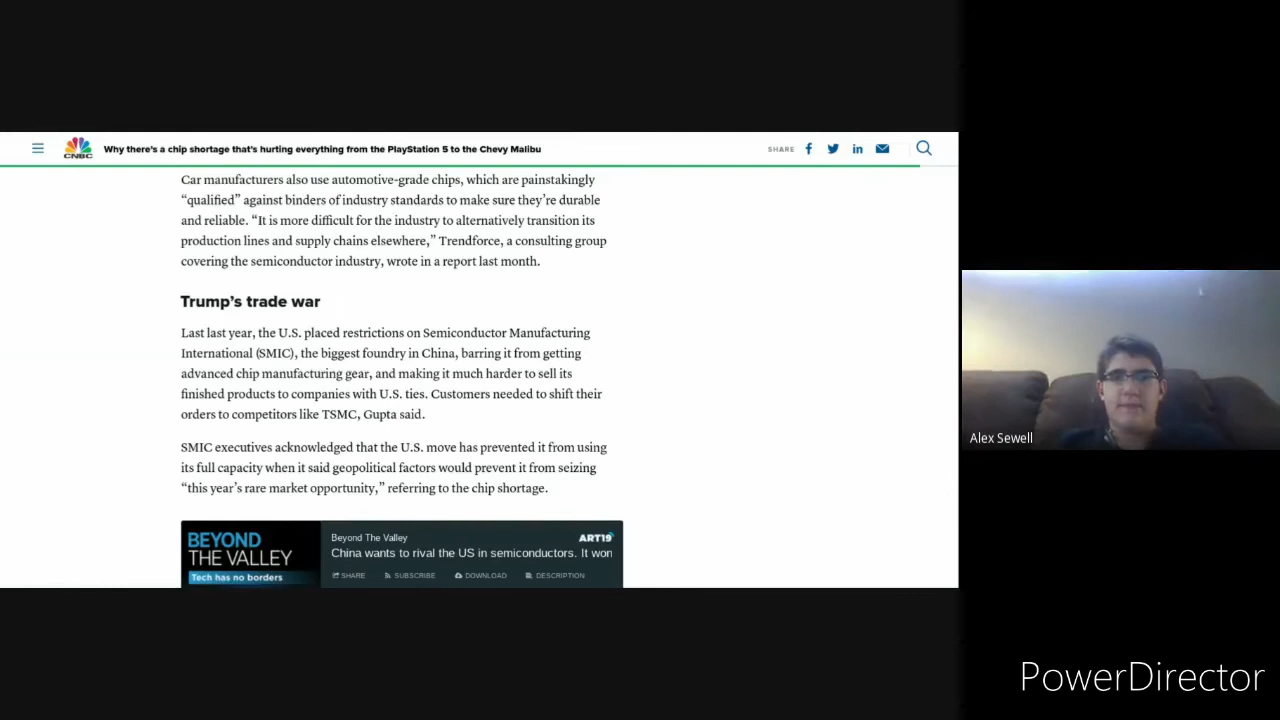 CNBC
Why there's a chip shortage that's hurting everything from the PlayStation 5 to the Chevy Malibu
SHARE
Car manufacturers also use automotive-grade chips, which are painstakingly
“qualified” against binders of industry standards to make sure they’re durable
and reliable. “It is more difficult for the industry to alternatively transition its
production lines and supply chains elsewhere,” Trendforce, a consulting group
covering the semiconductor industry, wrote in a report last month.
Trump’s trade war
Last last year, the U.S. placed restrictions on Semiconductor Manufacturing
International (SMIC), the biggest foundry in China, barring it from getting
advanced chip manufacturing gear, and making it much harder to sell its
finished products to companies with U.S. ties. Customers needed to shift their
orders to competitors like TSMC, Gupta said.
SMIC executives acknowledged that the U.S. move has prevented it from using
its full capacity when it said geopolitical factors would prevent it from seizing
“this year’s rare market opportunity,” referring to the chip shortage.
BEYOND
THE VALLEY
Tech has no borders
Beyond The Valley
ART19
China wants to rival the US in semiconductors. It won
SHARE
SUBSCRIBE
DOWNLOAD
DESCRIPTION
Alex Sewell
PowerDirector